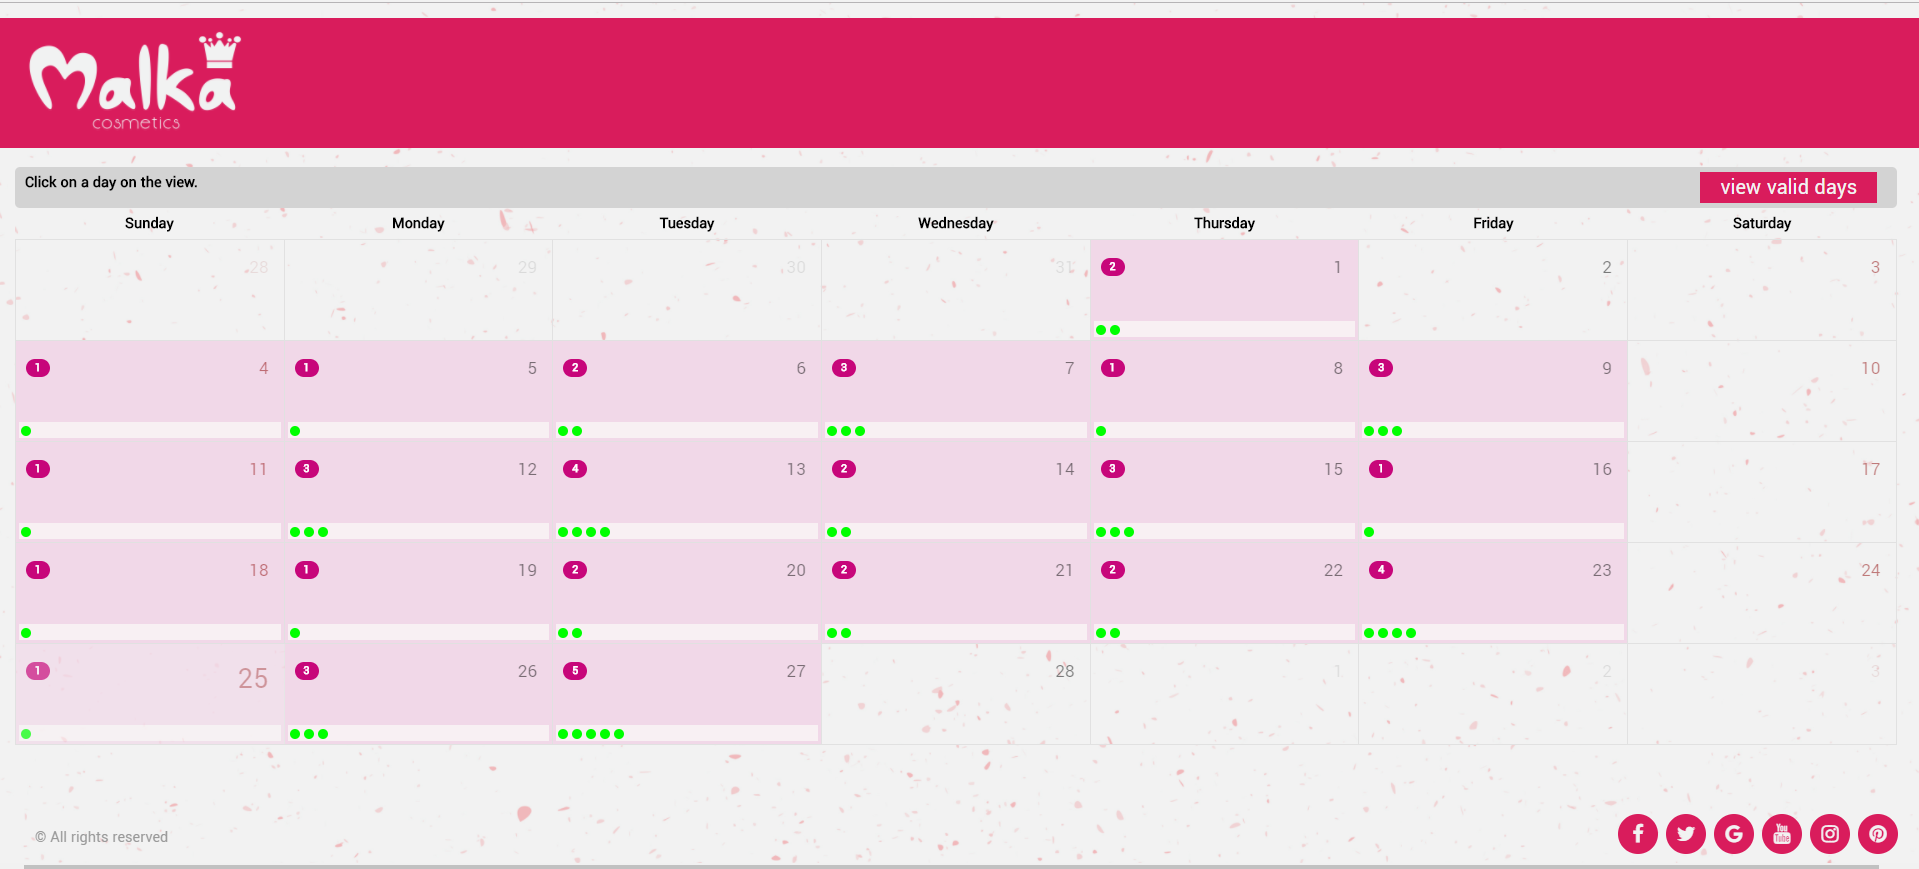 Malka
cosmetics
Click on a day on the view.
view valid days
Sunday Monday Tuesday Wednesday Thursday Friday Saturday
28 29 30 31 2 1 2 3
1 4 1 5 2 6 3 7 1 8 3 9 10
1 11 3 12 4 13 2 14 3 15 1 16 17
1 18 1 19 2 20 2 21 2 22 4 23 24
1 25 3 26 5 27 28 1 2 3
© All rights reserved
You
Tube